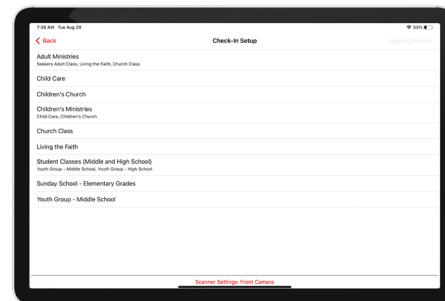 7:38 AM Tue Aug 29
33%
Back
Check-In Setup
Begin Check-In
Adult Ministries
Seekers Adult Class, Living the Faith, Church Class
Child Care
Children's Church
Children's Ministries
Child Care, Children's Church
Church Class
Living the Faith
Student Classes (Middle and High School)
Youth Group - Middle School, Youth Group - High School
Sunday School - Elementary Grades
Youth Group - Middle School
Scanner Settings: Front Camera